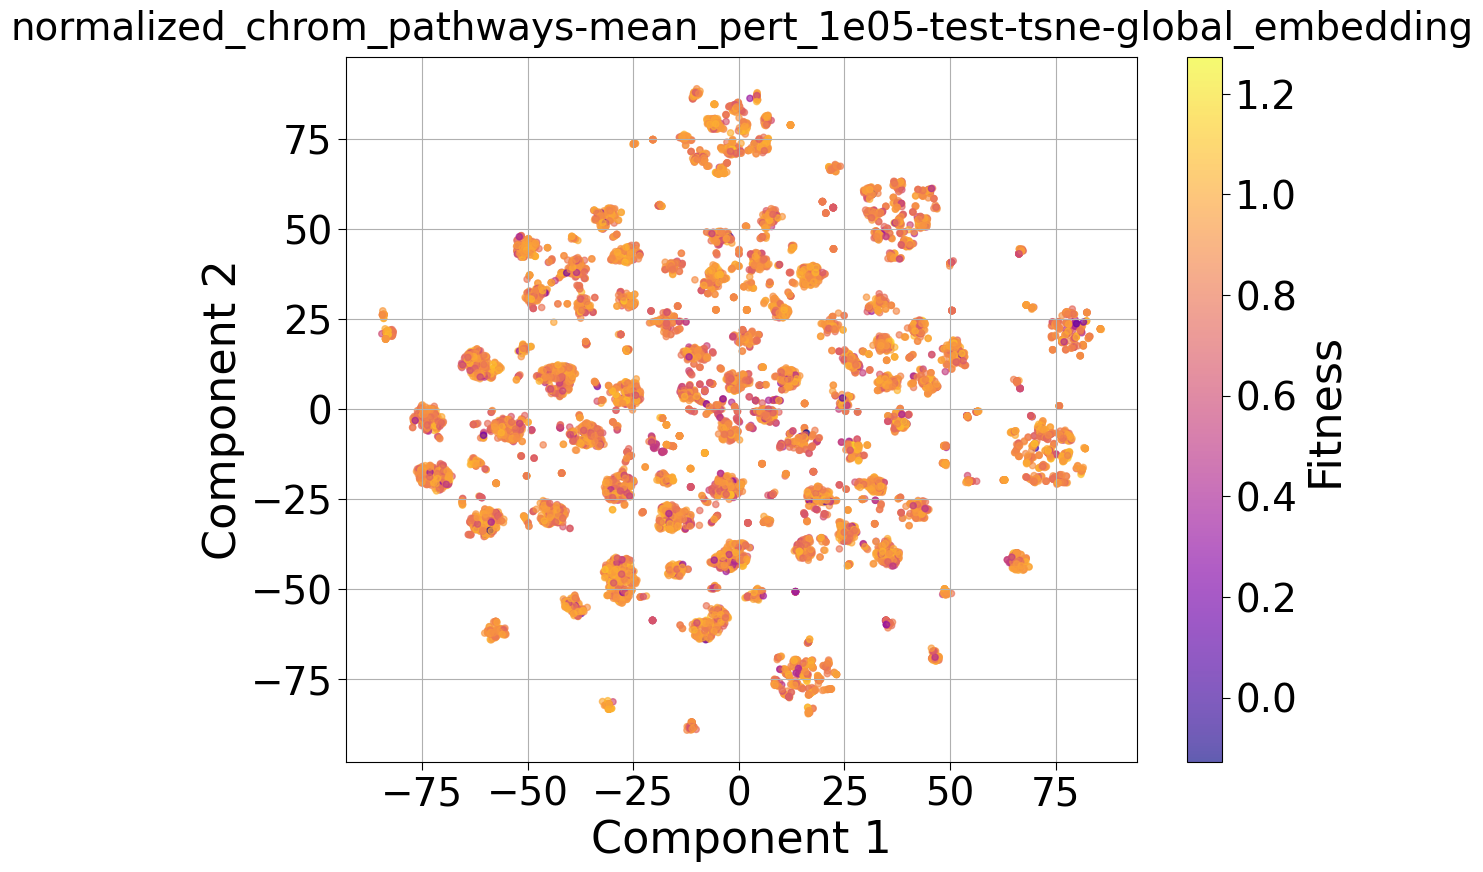 normalized_chrom_pathways-mean_pert_1e05-test-tsne-global_embedding
75
50
25
0
−25
−50
−75
Component 2
−75 −50 −25 0 25 50 75
Component 1
1.2
1.0
0.8
0.6
0.4
0.2
0.0
Fitness